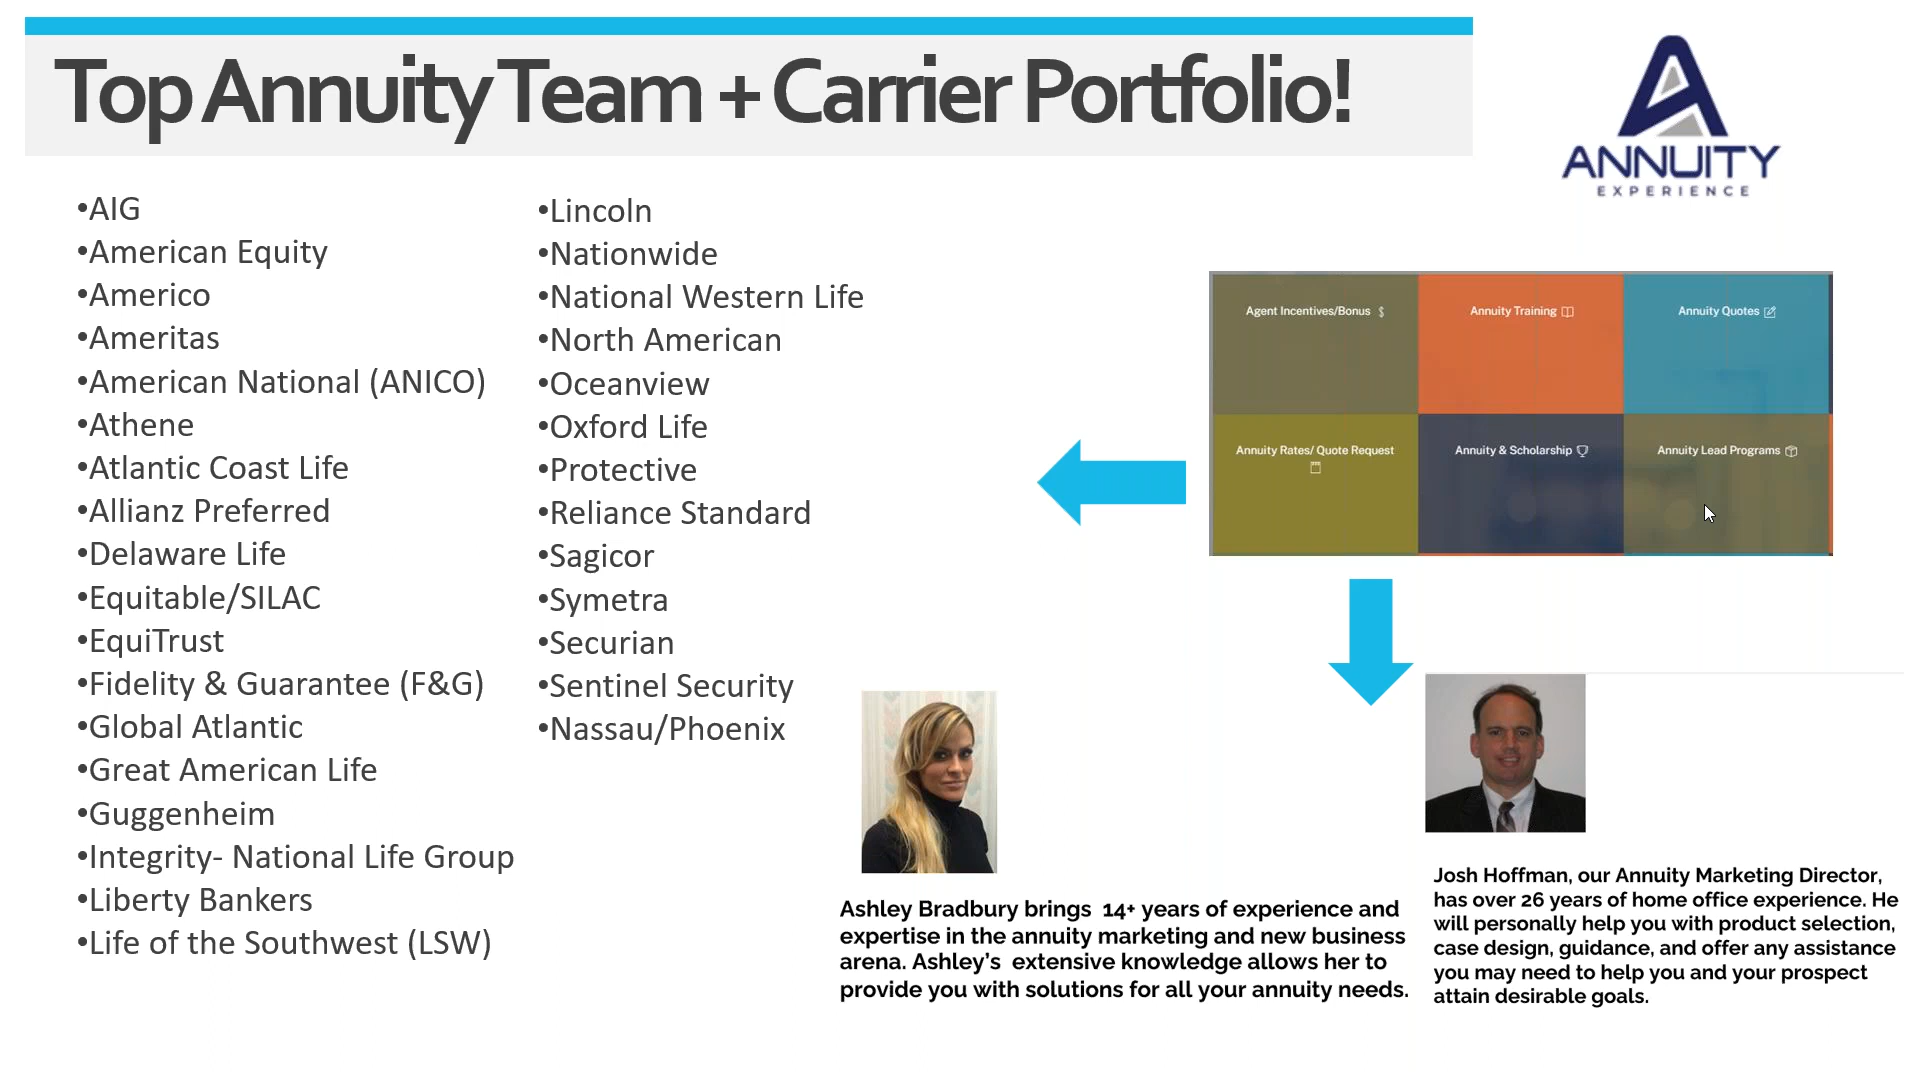 Top Annuity Team + Carrier Portfolio!
ANNUITY
EXPERIENCE
•AIG
•American Equity
•Americo
•Ameritas
•American National (ANICO)
•Athene
•Atlantic Coast Life
•Allianz Preferred
•Delaware Life
•Equitable/SILAC
•EquiTrust
•Fidelity & Guarantee (F&G)
•Global Atlantic
•Great American Life
•Guggenheim
•Integrity- National Life Group
•Liberty Bankers
•Life of the Southwest (LSW)
•Lincoln
•Nationwide
•National Western Life
•North American
•Oceanview
•Oxford Life
•Protective
•Reliance Standard
•Sagicor
•Symetra
•Securian
•Sentinel Security
•Nassau/Phoenix
Agent Incentives/Bonus $
Annuity Training
Annuity Quotes
Annuity Rates/ Quote Request
Annuity & Scholarship
Annuity Lead Programs
Ashley Bradbury brings 14+ years of experience and
expertise in the annuity marketing and new business
arena. Ashley’s extensive knowledge allows her to
provide you with solutions for all your annuity needs.
Josh Hoffman, our Annuity Marketing Director,
has over 26 years of home office experience. He
will personally help you with product selection,
case design, guidance, and offer any assistance
you may need to help you and your prospect
attain desirable goals.